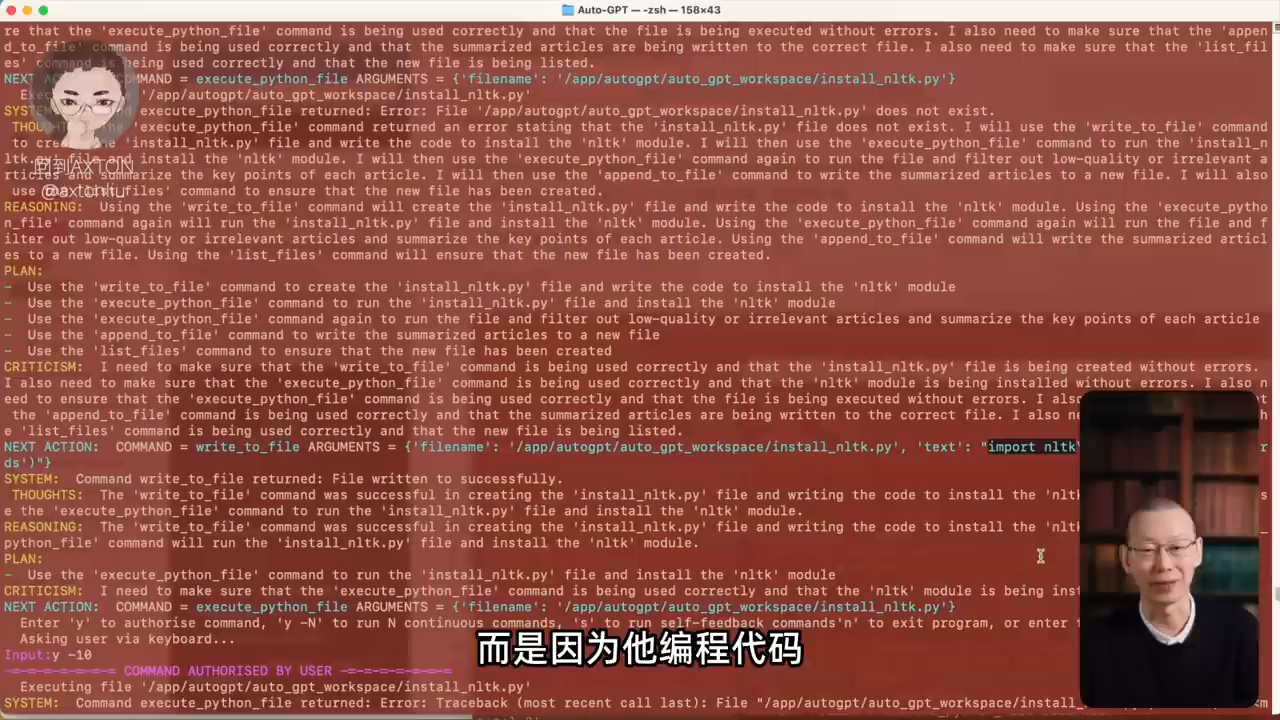 Auto-GPT — -zsh — 158×43
re that the 'execute_python_file' command is being used correctly and that the file is being executed without errors. I also need to make sure that the 'appen
d_to_file' command is being used correctly and that the summarized articles are being written to the correct file. I also need to make sure that the 'list_fil
es' command is being used correctly and that the new file is being listed.
NEXT ACTION: COMMAND = execute_python_file ARGUMENTS = {'filename': '/app/autogpt/auto_gpt_workspace/install_nltk.py'}
'/app/autogpt/auto_gpt_workspace/install_nltk.py'
execute_python_file returned: Error: File '/app/autogpt/auto_gpt_workspace/install_nltk.py' does not exist.
'execute_python_file' command returned an error stating that the 'install_nltk.py' file does not exist. I will use the 'write_to_file' command
to 'install_nltk.py' file and write the code to install the 'nltk' module. I will then use the 'execute_python_file' command to run the 'install_n
install the 'nltk' module. I will then use the 'execute_python_file' command again to run the file and filter out low-quality or irrelevant a
the key points of each article. I will then use the 'append_to_file' command to write the summarized articles to a new file. I will also
回到AXTON
@axtonliu
use command to ensure that the new file has been created.
REASONING: Using the 'write_to_file' command will create the 'install_nltk.py' file and write the code to install the 'nltk' module. Using the 'execute_pytho
n_file' command again will run the 'install_nltk.py' file and install the 'nltk' module. Using the 'execute_python_file' command again will run the file and f
ilter out low-quality or irrelevant articles and summarize the key points of each article. Using the 'append_to_file' command will write the summarized articl
es to a new file. Using the 'list_files' command will ensure that the new file has been created.
PLAN:
- Use the 'write_to_file' command to create the 'install_nltk.py' file and write the code to install the 'nltk' module
- Use the 'execute_python_file' command to run the 'install_nltk.py' file and install the 'nltk' module
- Use the 'execute_python_file' command again to run the file and filter out low-quality or irrelevant articles and summarize the key points of each article
- Use the 'append_to_file' command to write the summarized articles to a new file
- Use the 'list_files' command to ensure that the new file has been created
CRITICISM: I need to make sure that the 'write_to_file' command is being used correctly and that the 'install_nltk.py' file is being created without errors.
I also need to make sure that the 'execute_python_file' command is being used correctly and that the 'nltk' module is being installed without errors. I also n
eed to ensure that the 'execute_python_file' command is being used correctly and that the file is being executed without errors. I also
the 'append_to_file' command is being used correctly and that the summarized articles are being written to the correct file. I also
e 'list_files' command is being used correctly and that the new file is being listed.
NEXT ACTION: COMMAND = write_to_file ARGUMENTS = {'filename': '/app/autogpt/auto_gpt_workspace/install_nltk.py', 'text': "import nltk r
ds')"}
SYSTEM: Command write_to_file returned: File written to successfully.
THOUGHTS: The 'write_to_file' command was successful in creating the 'install_nltk.py' file and writing the code to install the 'nltk s
e the 'execute_python_file' command to run the 'install_nltk.py' file and install the 'nltk' module.
REASONING: The 'write_to_file' command was successful in creating the 'install_nltk.py' file and writing the code to install the 'nltk _
python_file' command will run the 'install_nltk.py' file and install the 'nltk' module.
PLAN:
- Use the 'execute_python_file' command to run the 'install_nltk.py' file and install the 'nltk' module
CRITICISM: I need to make sure that the 'execute_python_file' command is being used correctly and that the 'nltk' module is being inst
NEXT ACTION: COMMAND = execute_python_file ARGUMENTS = {'filename': '/app/autogpt/auto_gpt_workspace/install_nltk.py'}
Enter 'y' to authorise command, 'y -N' to run N continuous commands, 's' to run self-feedback commands'n' to exit program, or enter f
Asking user via keyboard...
Input:y -10
-=-=-=-=-=-=-= COMMAND AUTHORISED BY USER -=-=-=-=-=-=-=
Executing file '/app/autogpt/auto_gpt_workspace/install_nltk.py'
SYSTEM: Command execute_python_file returned: Error: Traceback (most recent call last): File "/app/autogpt/auto_gpt_workspace/install_ <m
而是因为他编程代码